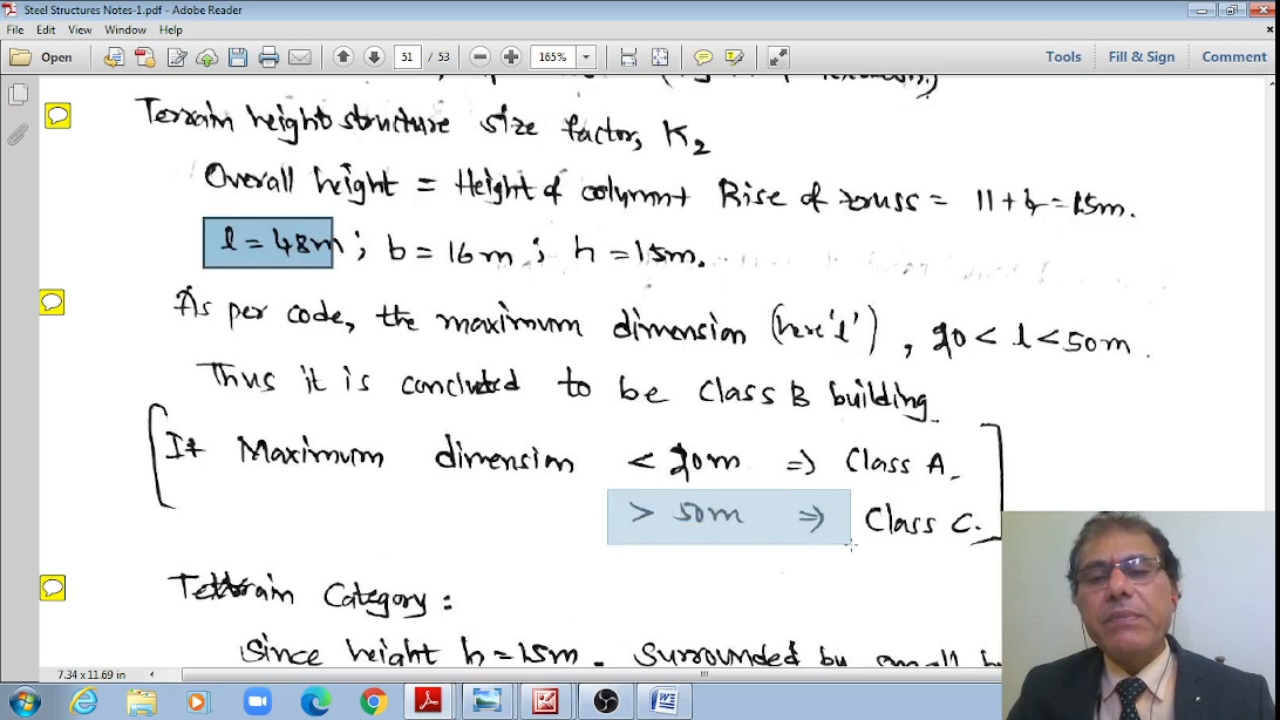 Steel Structures Notes-1.pdf - Adobe Reader
File Edit View Window Help
Open 51 / 53 165% Tools Fill & Sign Comment
Terrain height structure size factor, K2
Overall height = Height of column + Rise of truss = 11 + 4 = 15m.
l = 48m ; b = 16m ; h = 15m.
As per code, the maximum dimension (here 'l') , 20 < l < 50m .
Thus it is concluded to be Class B building
[If Maximum dimension < 20m ⇒ Class A.
> 50m ⇒ Class C.]
Terrain Category :
Since height h = 15m . Surrounded by small
7.34 x 11.69 in